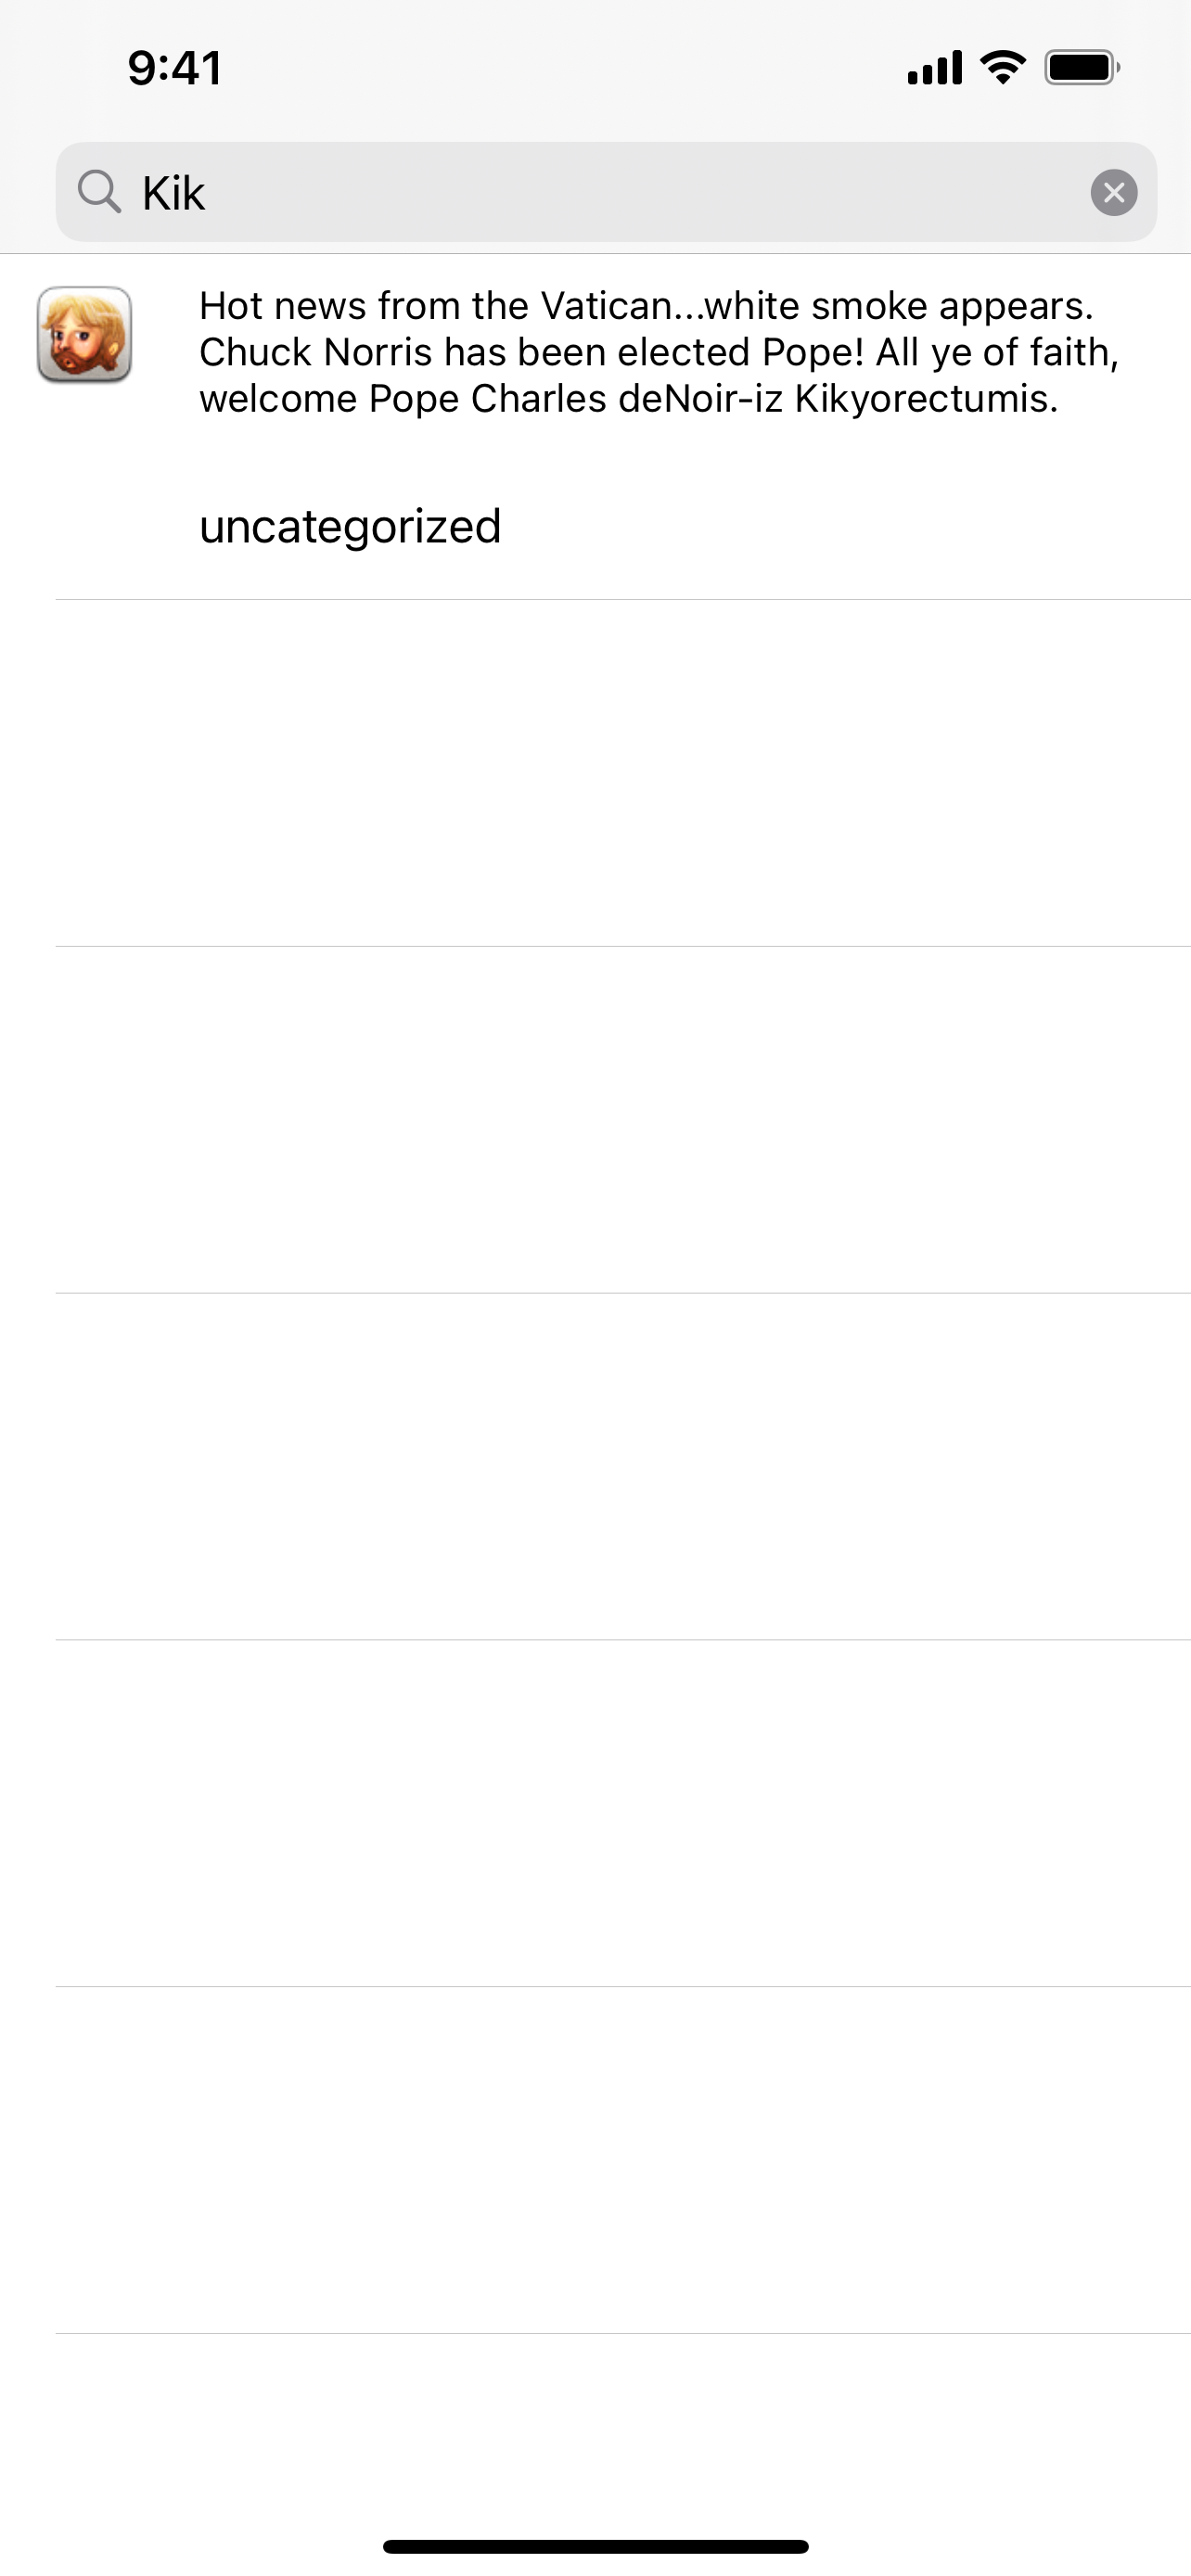 9:41
Kik
Hot news from the Vatican...white smoke appears.
Chuck Norris has been elected Pope! All ye of faith,
welcome Pope Charles deNoir-iz Kikyorectumis.
uncategorized